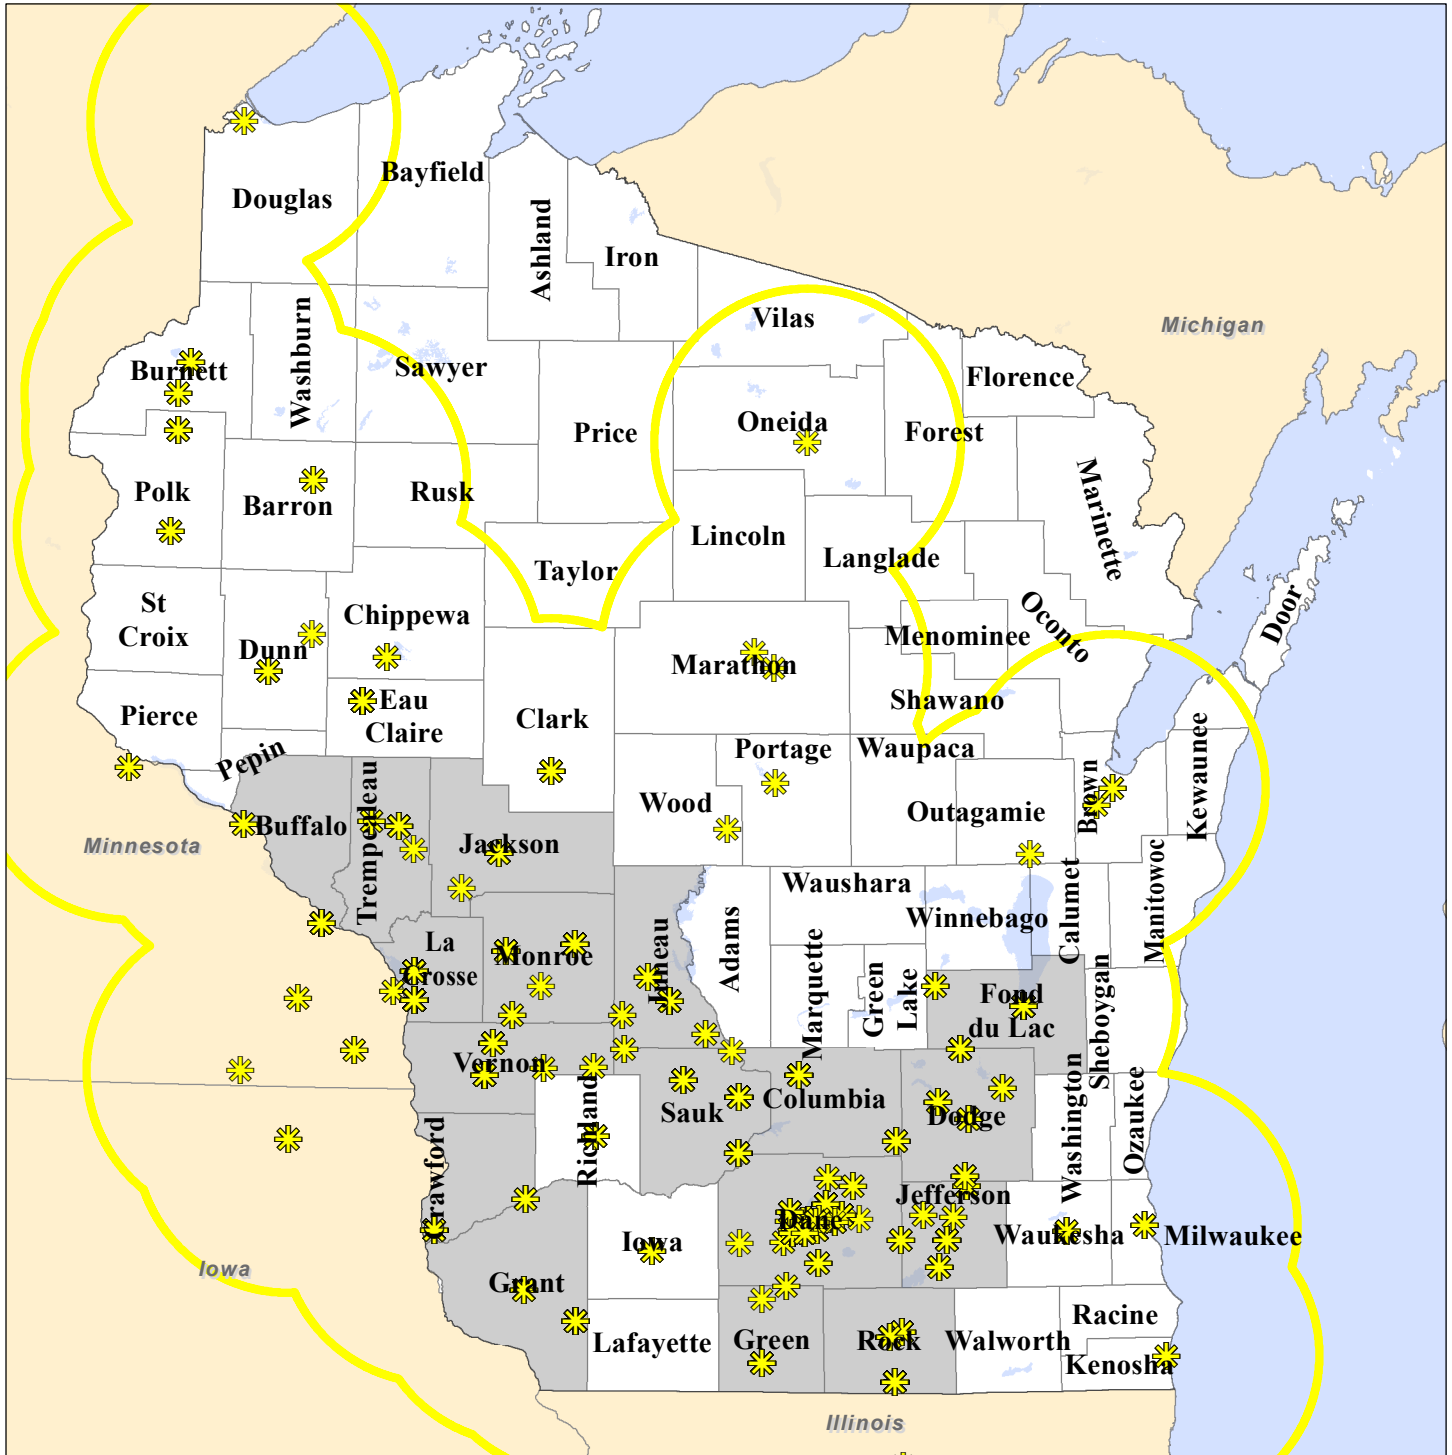 Bayfield
Douglas
Ashland
Iron
Vilas
Michigan
Burnett
Washburn
Sawyer
Florence
Price
Oneida
Forest
Polk
Barron
Rusk
Marinette
Lincoln
Langlade
Taylor
St
Croix
Chippewa
Dunn
Menominee
Oconto
Door
Marathon
Eau
Claire
Pierce
Clark
Shawano
Pepin
Portage
Waupaca
Kewaunee
Wood
Outagamie
Brown
Minnesota
Buffalo
Trempealeau
Jackson
Waushara
Winnebago
Calumet
Manitowoc
La
Crosse
Monroe
Juneau
Adams
Marquette
Green
Lake
Fond
du Lac
Sheboygan
Vernon
Richland
Sauk
Columbia
Dodge
Washington
Ozaukee
Crawford
Jefferson
Dane
Iowa
Waukesha
Milwaukee
Iowa
Grant
Lafayette
Green
Rock
Walworth
Racine
Kenosha
Illinois